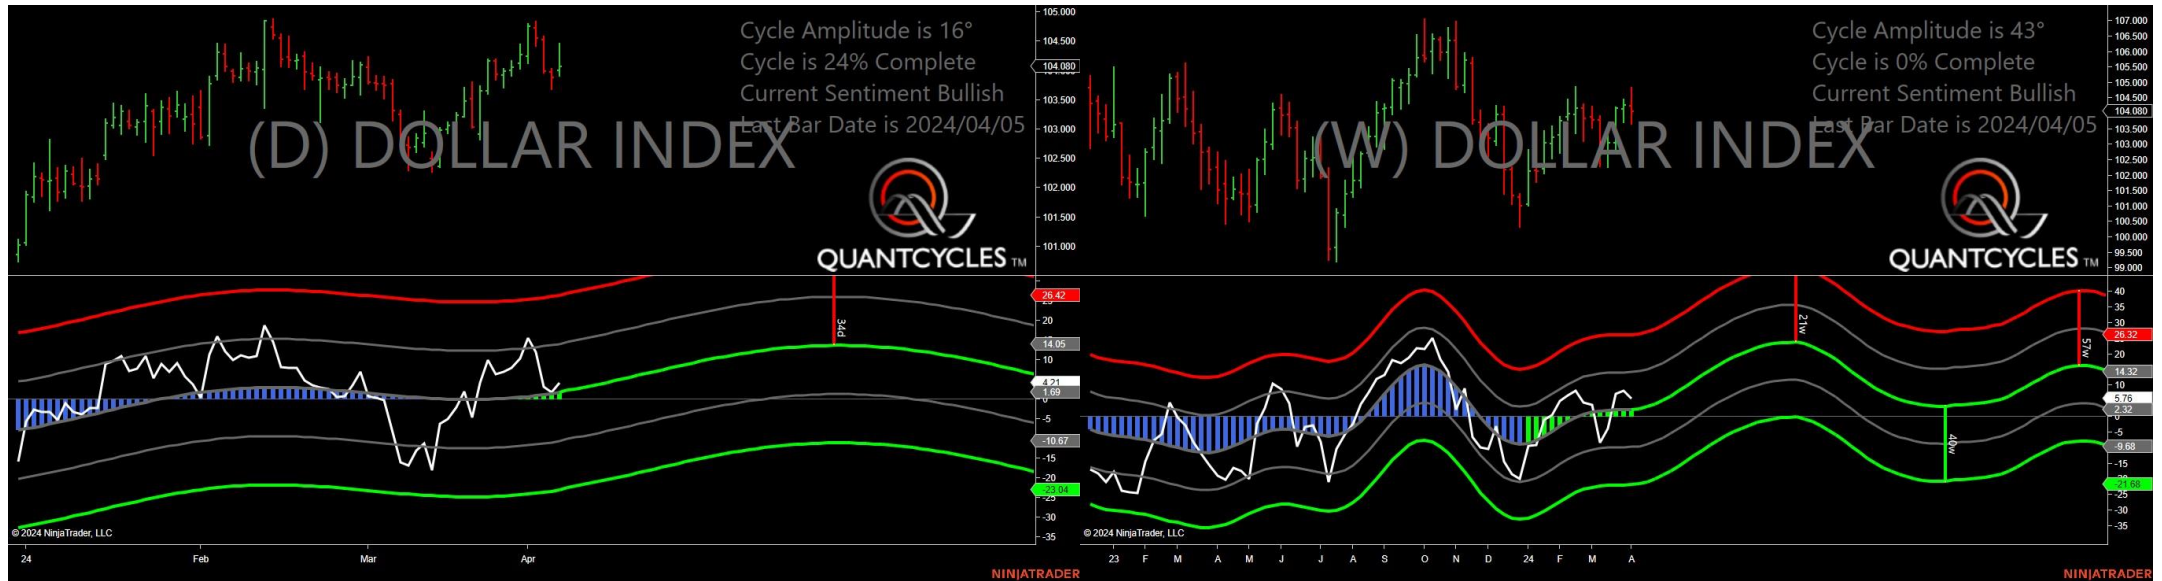 Cycle Amplitude is 16°
Cycle is 24% Complete
Current Sentiment Bullish
Last Bar Date is 2024/04/05
(D) DOLLAR INDEX
QUANTCYCLES TM
105.000
104.500
104.080
103.500
103.000
102.500
102.000
101.500
101.000
34d
26.42
20
14.05
10
4.21
1.69
-5
-10.67
-15
-20
-23.04
-25
-30
-35
© 2024 NinjaTrader, LLC
24 Feb Mar Apr
NINJATRADER
Cycle Amplitude is 43°
Cycle is 0% Complete
Current Sentiment Bullish
Last Bar Date is 2024/04/05
(W) DOLLAR INDEX
QUANTCYCLES TM
107.000
106.500
106.000
105.500
105.000
104.500
104.080
103.500
103.000
102.500
102.000
101.500
101.000
100.500
100.000
99.500
99.000
21w
57w
40w
40
35
30
26.32
20
14.32
10
5.76
2.32
-5
-9.68
-15
-21.68
-25
-30
-35
© 2024 NinjaTrader, LLC
23 F M A M J J A S O N D 24 F M A
NINJATRADER